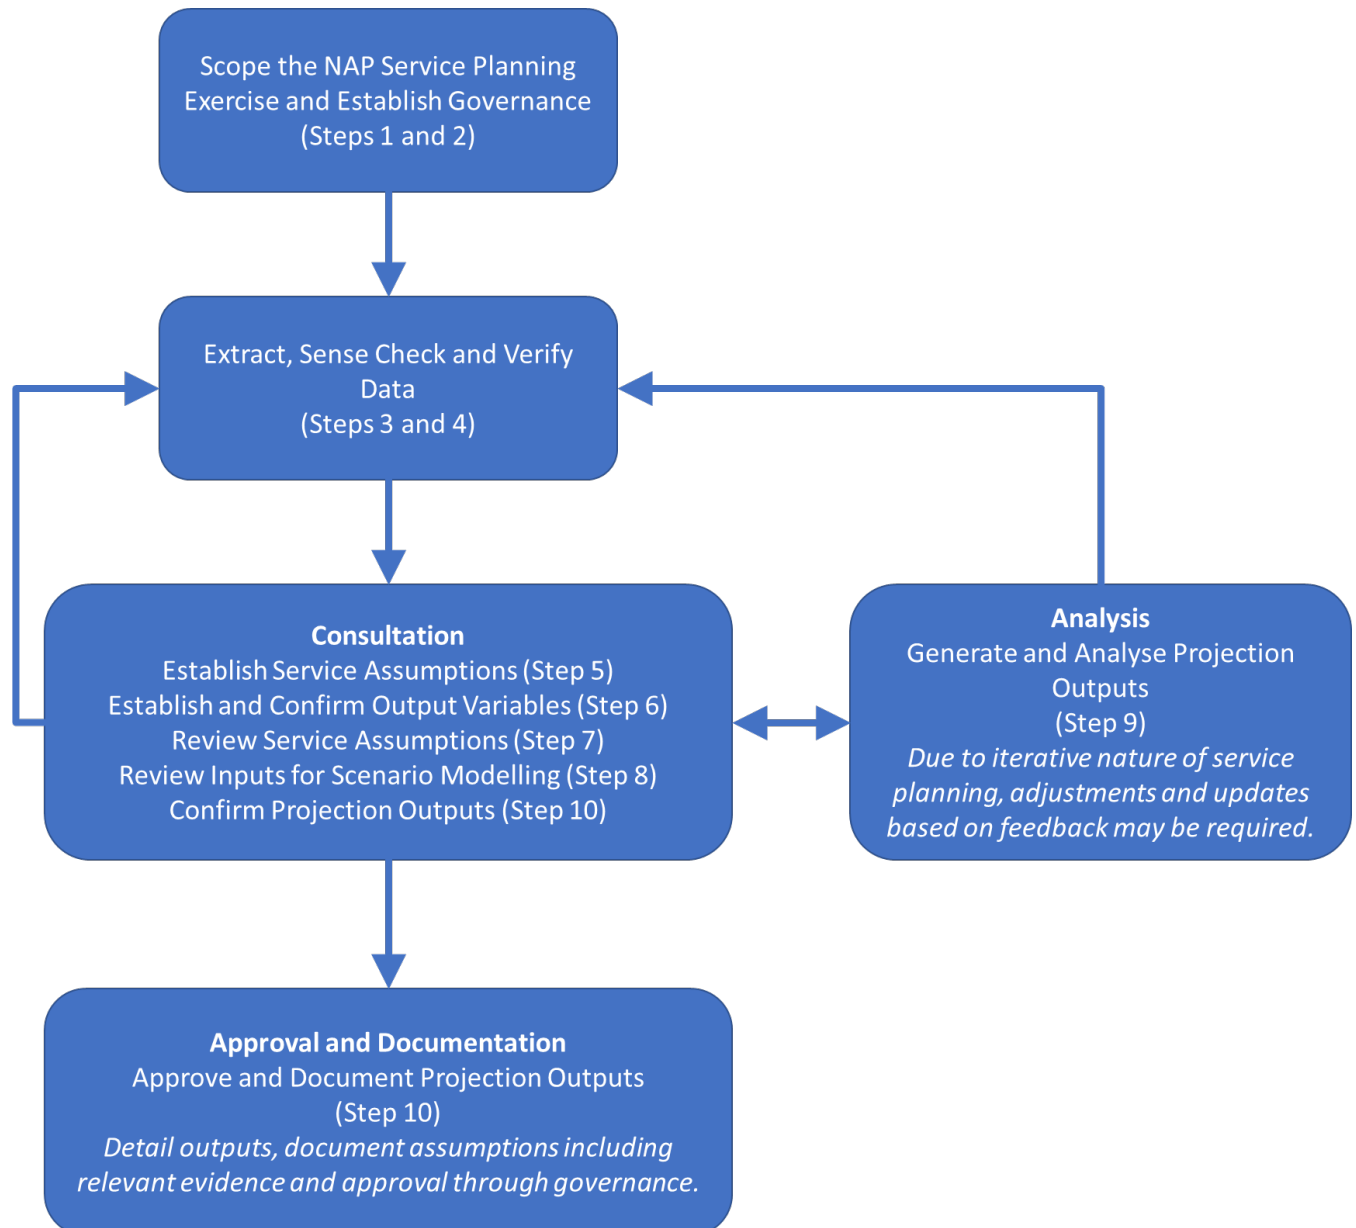 Scope the NAP Service Planning
Exercise and Establish Governance
(Steps 1 and 2)
Extract, Sense Check and Verify
Data
(Steps 3 and 4)
Consultation
Establish Service Assumptions (Step 5)
Establish and Confirm Output Variables (Step 6)
Review Service Assumptions (Step 7)
Review Inputs for Scenario Modelling (Step 8)
Confirm Projection Outputs (Step 10)
Analysis
Generate and Analyse Projection
Outputs
(Step 9)
Due to iterative nature of service
planning, adjustments and updates
based on feedback may be required.
Approval and Documentation
Approve and Document Projection Outputs
(Step 10)
Detail outputs, document assumptions including
relevant evidence and approval through governance.